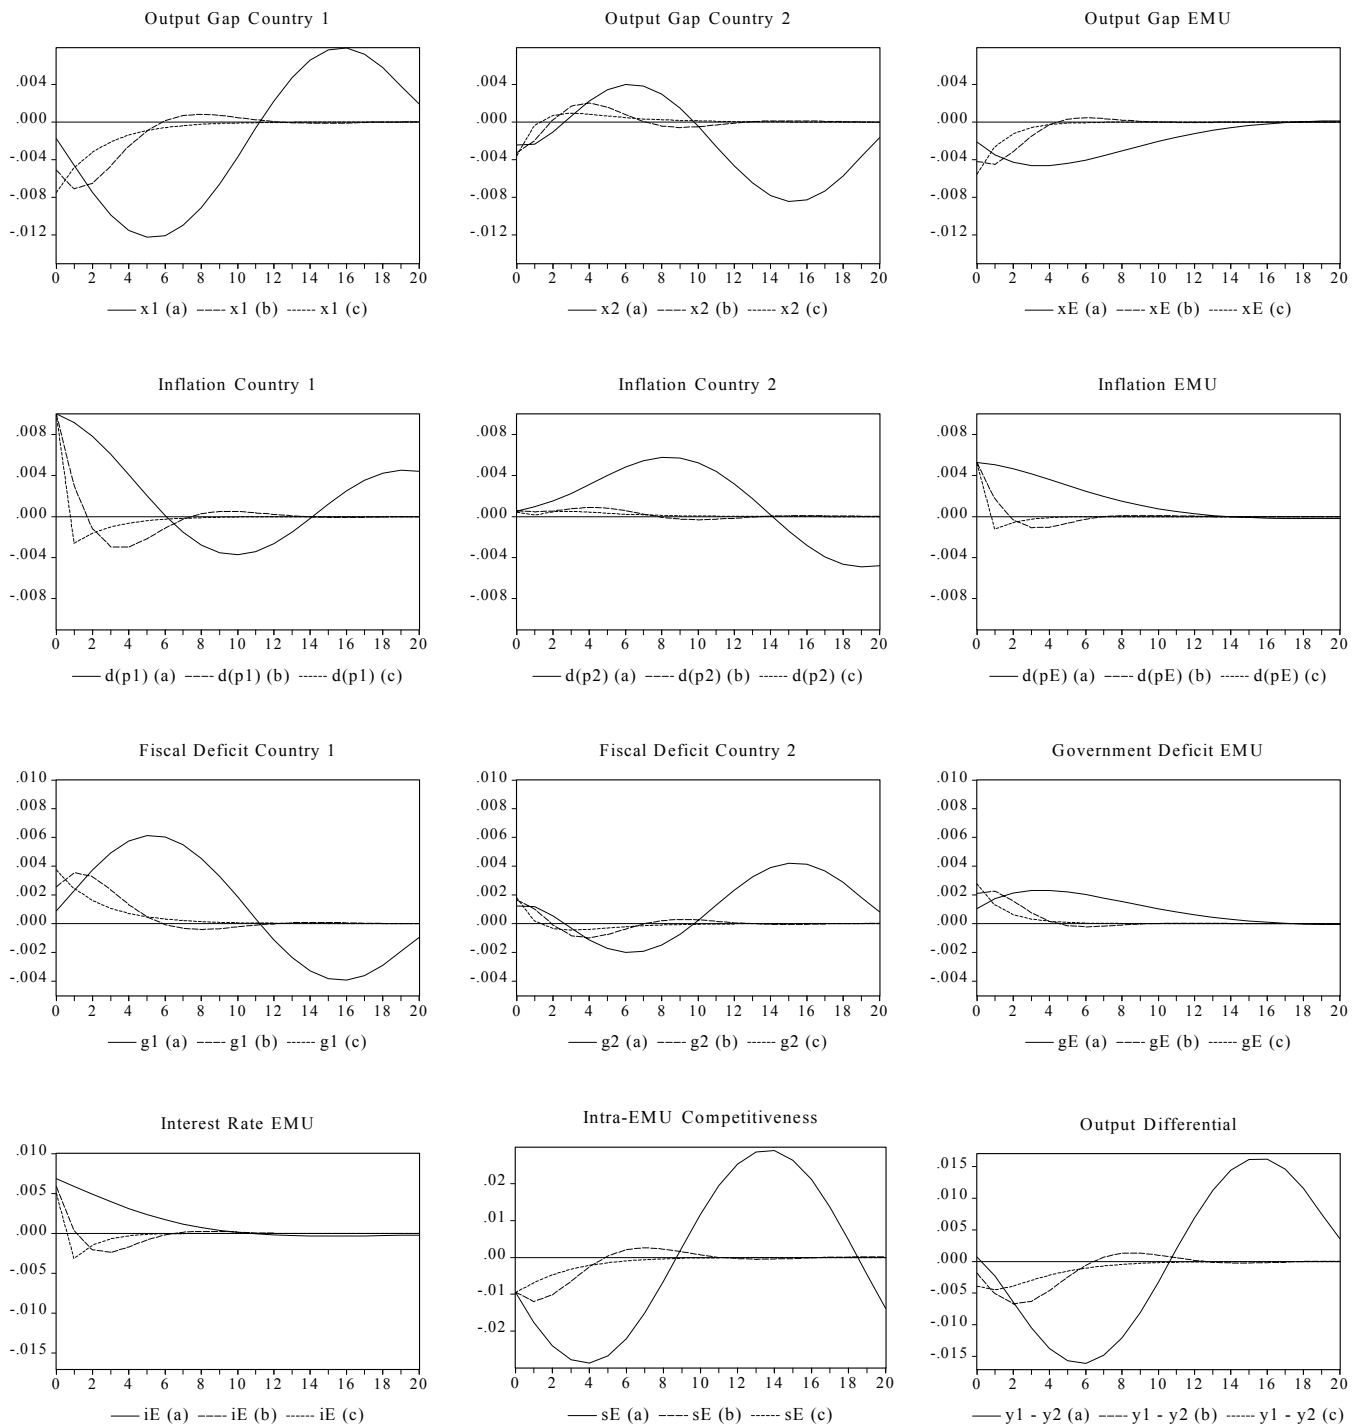 Output Gap Country 1
.004
.000
-.004
-.008
-.012
0 2 4 6 8 10 12 14 16 18 20
x1 (a) x1 (b) x1 (c)
Output Gap Country 2
.004
.000
-.004
-.008
-.012
0 2 4 6 8 10 12 14 16 18 20
x2 (a) x2 (b) x2 (c)
Output Gap EMU
.004
.000
-.004
-.008
-.012
0 2 4 6 8 10 12 14 16 18 20
xE (a) xE (b) xE (c)
Inflation Country 1
.008
.004
.000
-.004
-.008
0 2 4 6 8 10 12 14 16 18 20
d(p1) (a) d(p1) (b) d(p1) (c)
Inflation Country 2
.008
.004
.000
-.004
-.008
0 2 4 6 8 10 12 14 16 18 20
d(p2) (a) d(p2) (b) d(p2) (c)
Inflation EMU
.008
.004
.000
-.004
-.008
0 2 4 6 8 10 12 14 16 18 20
d(pE) (a) d(pE) (b) d(pE) (c)
Fiscal Deficit Country 1
.010
.008
.006
.004
.002
.000
-.002
-.004
0 2 4 6 8 10 12 14 16 18 20
g1 (a) g1 (b) g1 (c)
Fiscal Deficit Country 2
.010
.008
.006
.004
.002
.000
-.002
-.004
0 2 4 6 8 10 12 14 16 18 20
g2 (a) g2 (b) g2 (c)
Government Deficit EMU
.010
.008
.006
.004
.002
.000
-.002
-.004
0 2 4 6 8 10 12 14 16 18 20
gE (a) gE (b) gE (c)
Interest Rate EMU
.010
.005
.000
-.005
-.010
-.015
0 2 4 6 8 10 12 14 16 18 20
iE (a) iE (b) iE (c)
Intra-EMU Competitiveness
.02
.01
.00
-.01
-.02
0 2 4 6 8 10 12 14 16 18 20
sE (a) sE (b) sE (c)
Output Differential
.015
.010
.005
.000
-.005
-.010
-.015
0 2 4 6 8 10 12 14 16 18 20
y1 - y2 (a) y1 - y2 (b) y1 - y2 (c)